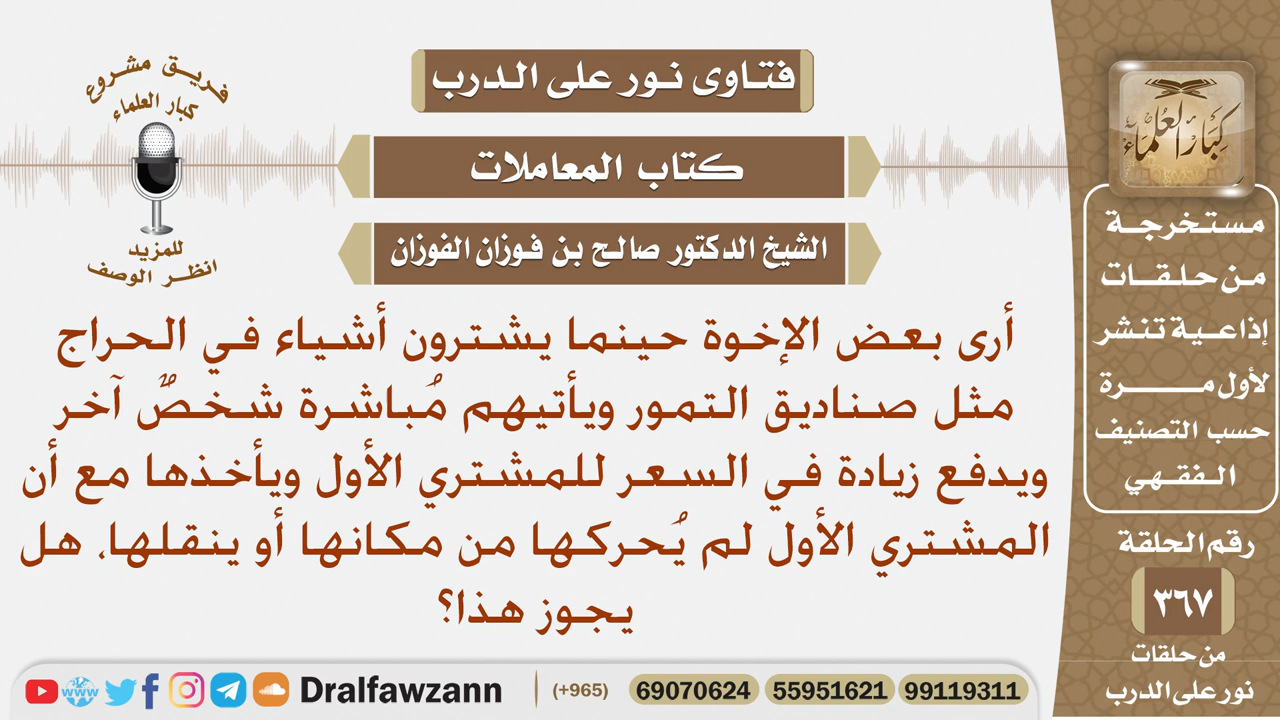 فتاوى نور على الدرب
كتاب المعاملات
الشيخ الدكتور صالح بن فوزان الفوزان
فريق مشروع
كبار العلماء
للمزيد
انظر الوصف
أرى بعض الإخوة حينما يشترون أشياء في الحراج
مثل صناديق التمور ويأتيهم مُباشرة شخصٌ آخر
ويدفع زيادة في السعر للمشتري الأول ويأخذها مع أن
المشتري الأول لم يُحركها من مكانها أو ينقلها، هل
يجوز هذا؟
كبار العلماء
مستخرجة
من حلقات
إذاعية تنشر
لأول مرة
حسب التصنيف
الفقهي
رقم الحلقة
٣٦٧
من حلقات
نور على الدرب
www Dralfawzann (+965) 69070624 55951621 99119311